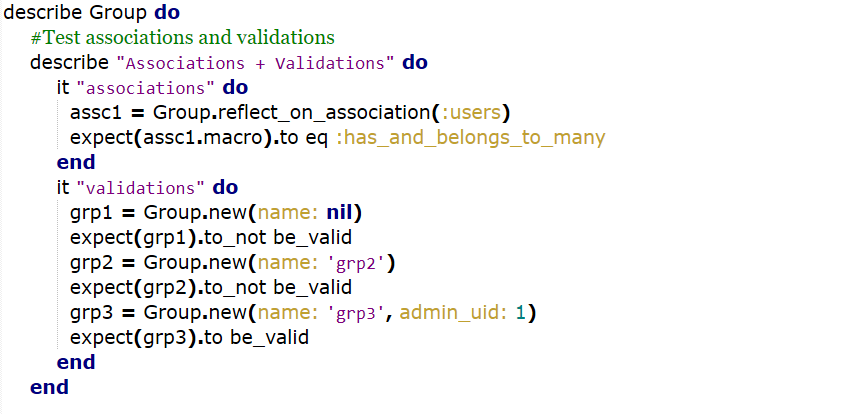 describe Group do
#Test associations and validations
describe "Associations + Validations" do
it "associations" do
assc1 = Group.reflect_on_association(:users)
expect(assc1.macro).to eq :has_and_belongs_to_many
end
it "validations" do
grp1 = Group.new(name: nil)
expect(grp1).to_not be_valid
grp2 = Group.new(name: 'grp2')
expect(grp2).to_not be_valid
grp3 = Group.new(name: 'grp3', admin_uid: 1)
expect(grp3).to be_valid
end
end